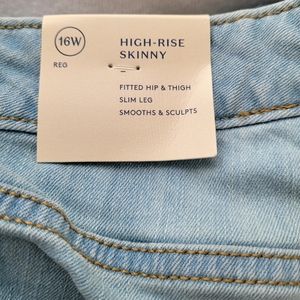 16W
REG
HIGH-RISE
SKINNY
FITTED HIP & THIGH
SLIM LEG
SMOOTHS & SCULPTS